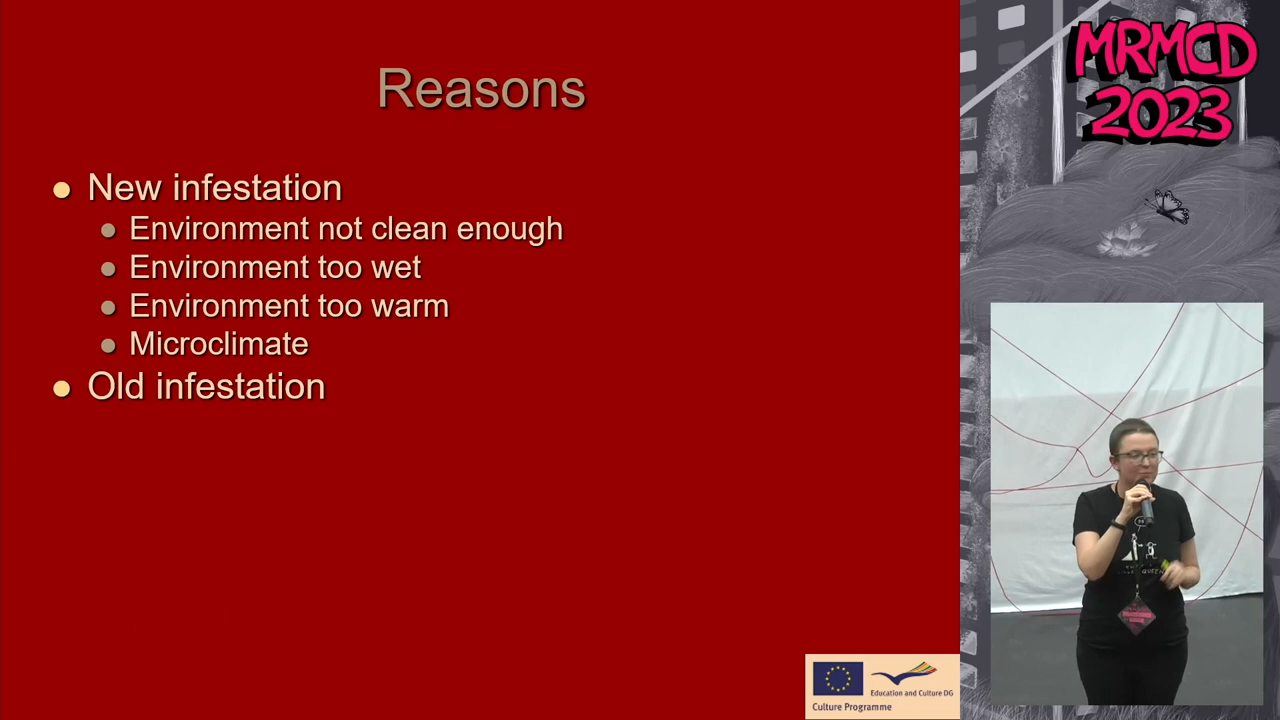 Reasons
New infestation
Environment not clean enough
Environment too wet
Environment too warm
Microclimate
Old infestation
Education and Culture DG
Culture Programme
MRMCD
2023